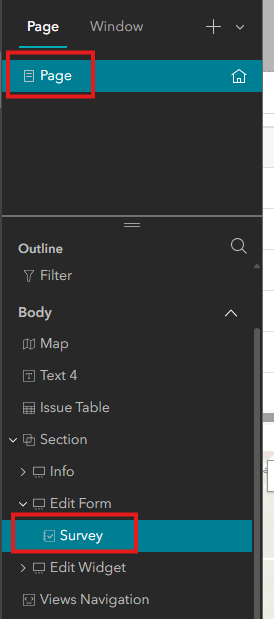 Page Window
Page
Outline
Filter
Body
Map
Text 4
Issue Table
Section
Info
Edit Form
Survey
Edit Widget
Views Navigation